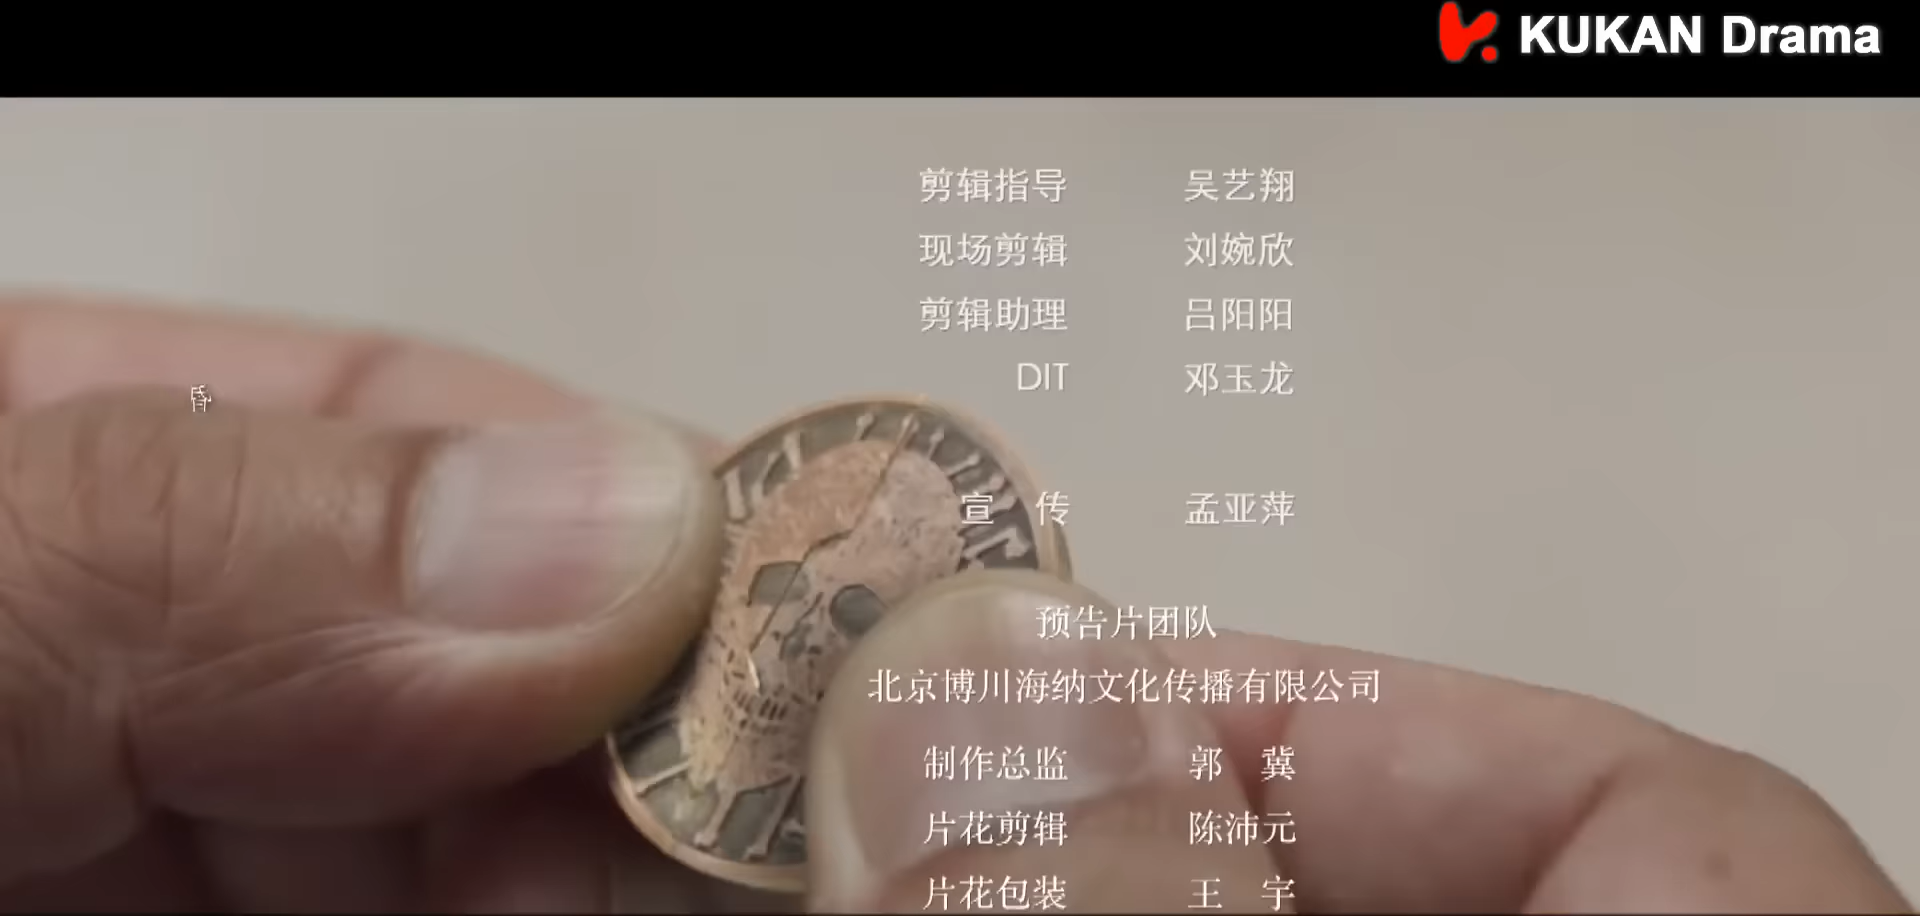 KUKAN Drama
剪辑指导 吴艺翔
现场剪辑 刘婉欣
剪辑助理 吕阳阳
DIT 邓玉龙
昏
宣 传 孟亚萍
预告片团队
北京博川海纳文化传播有限公司
制作总监 郭 冀
片花剪辑 陈沛元
片花包装 王 宇